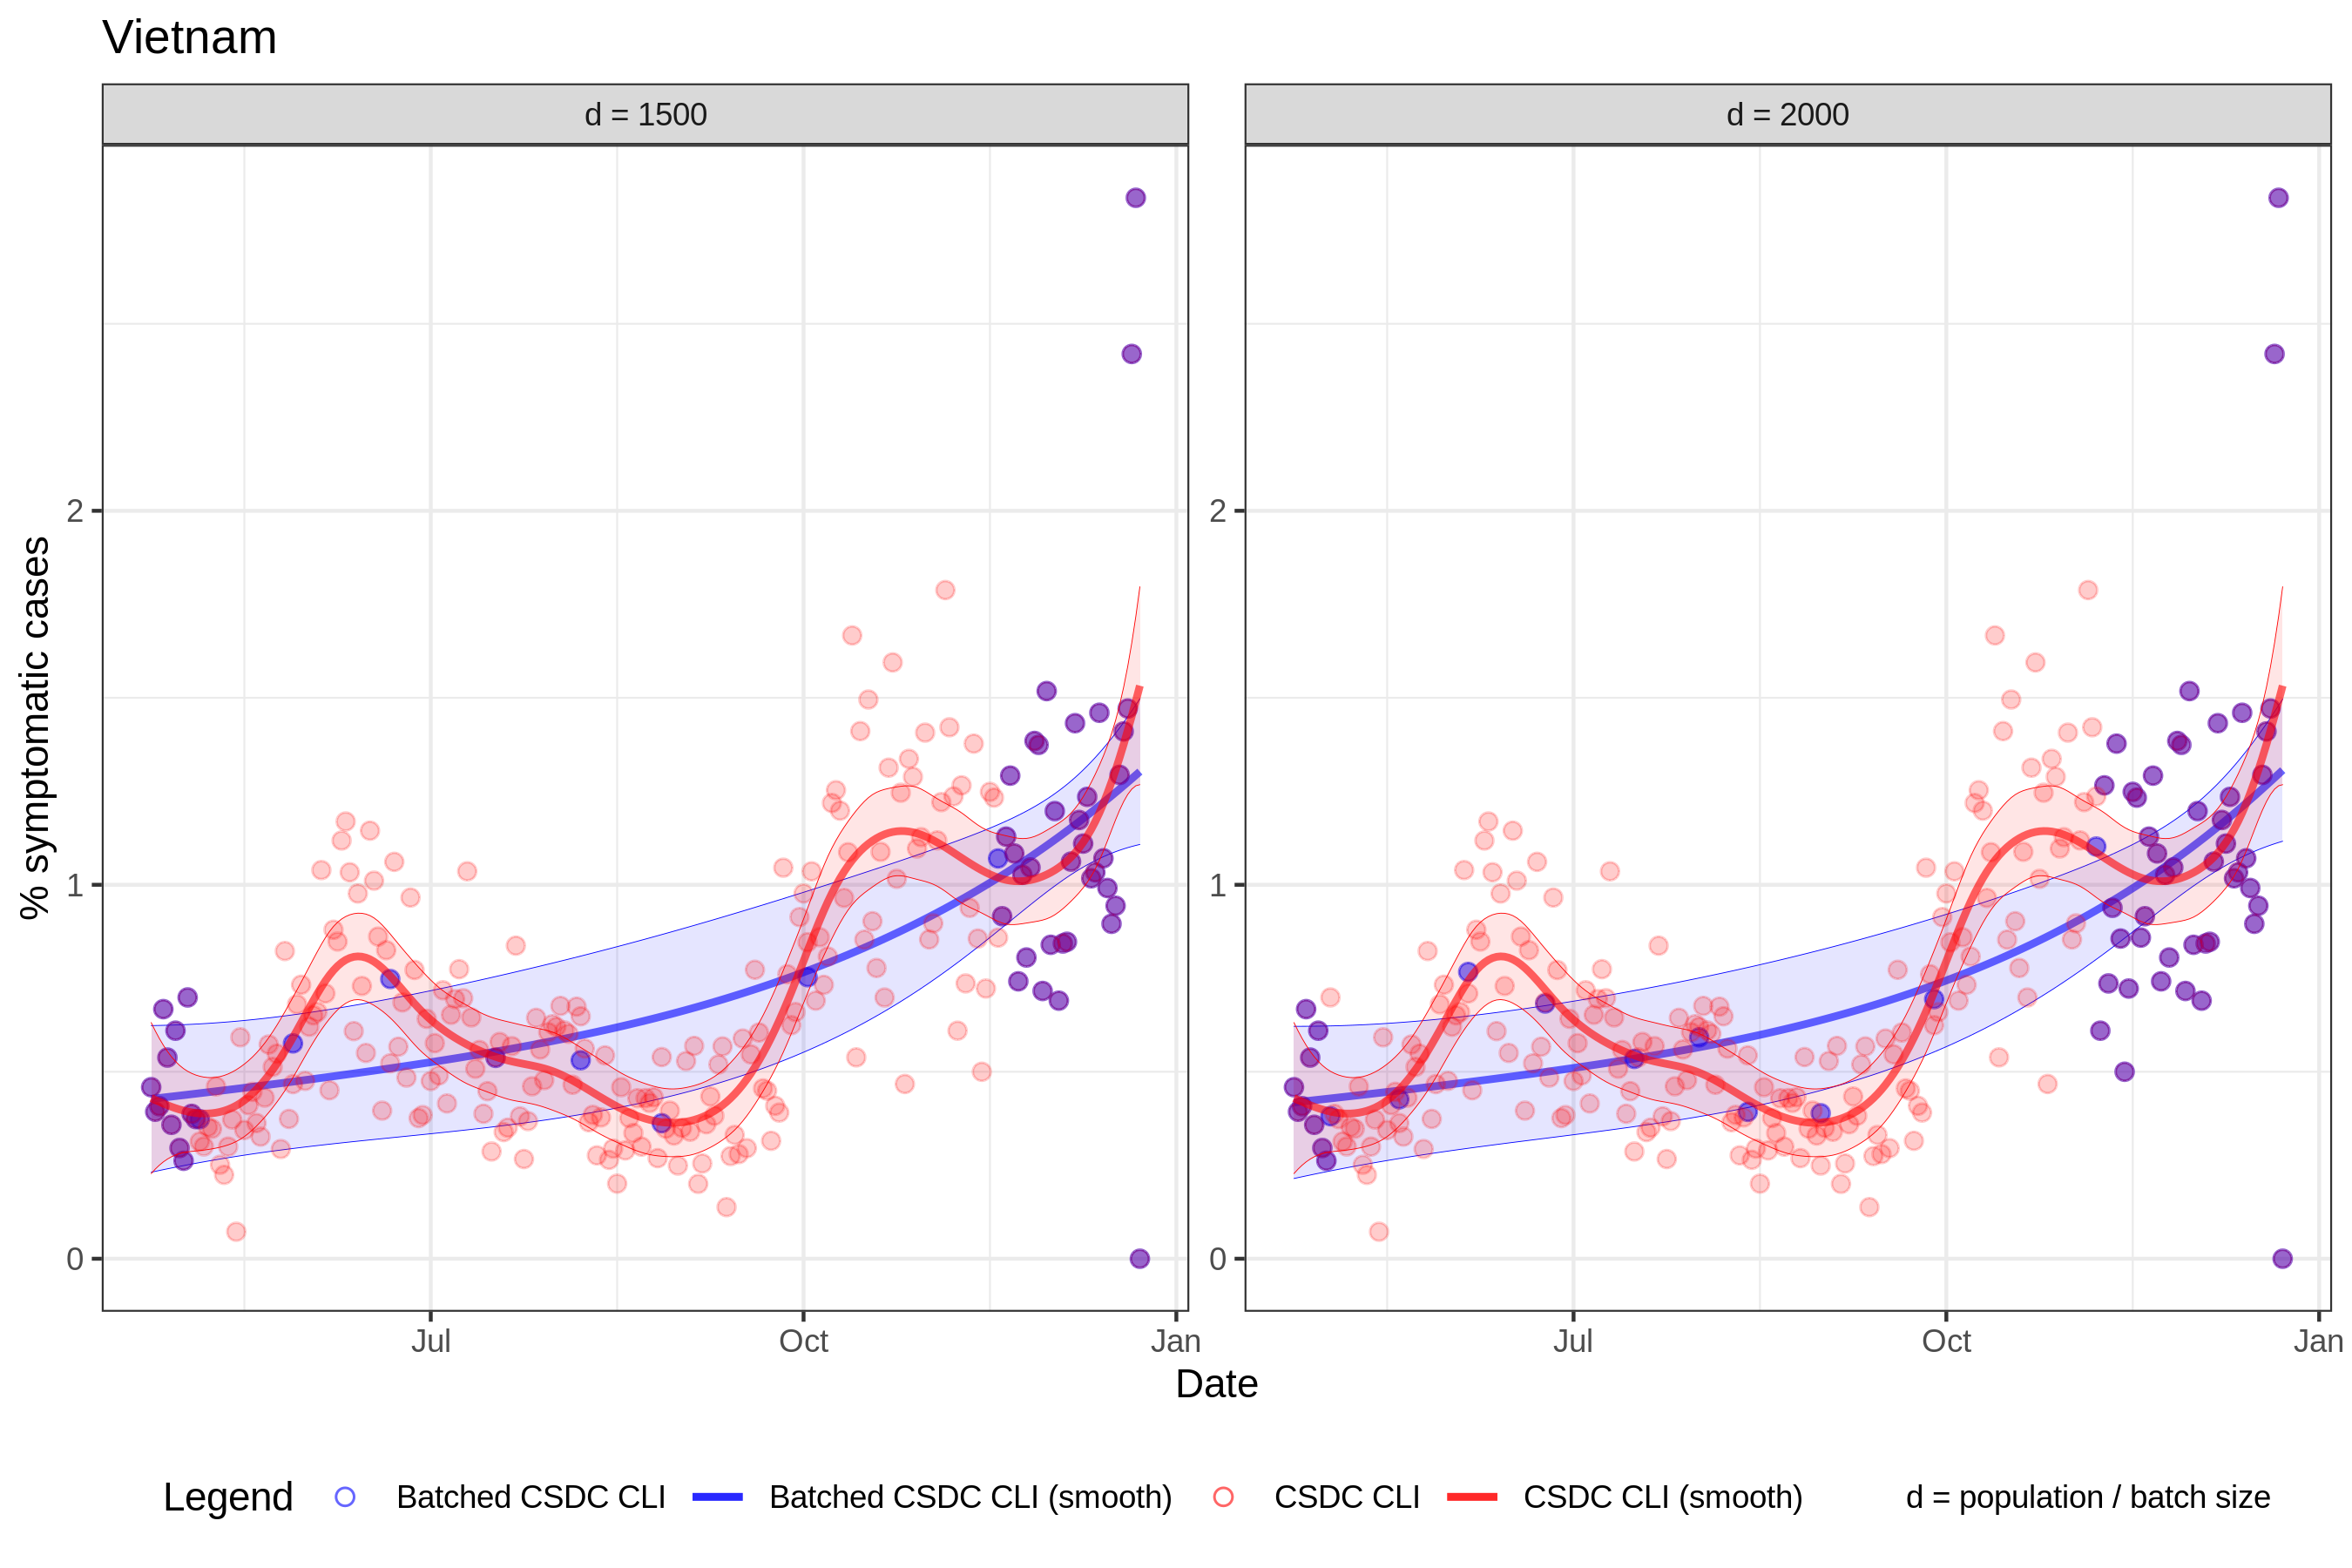 Vietnam
d = 1500
d = 2000
% symptomatic cases
2
1
0
2
1
0
Jul
Oct
Jan
Jul
Oct
Jan
Date
Legend
Batched CSDC CLI
Batched CSDC CLI (smooth)
CSDC CLI
CSDC CLI (smooth)
d = population / batch size